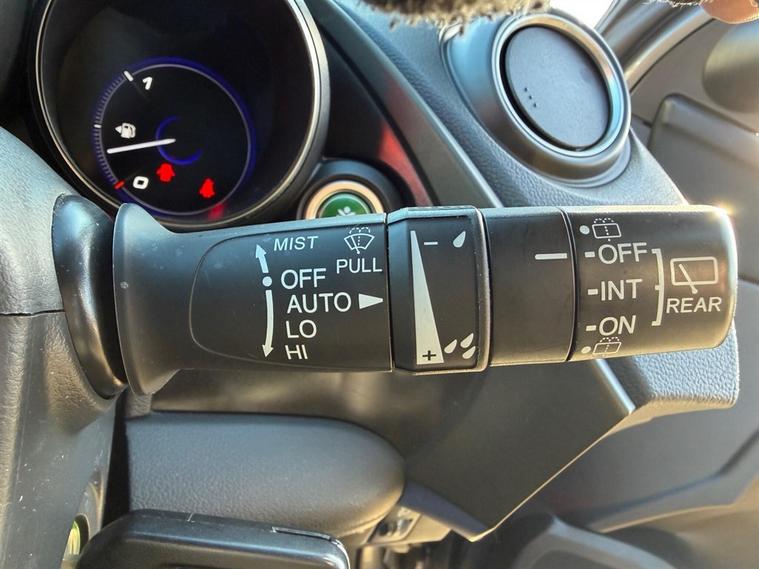 MIST
PULL
OFF
AUTO
LO
HI
-
+
-OFF
-INT
-ON
REAR